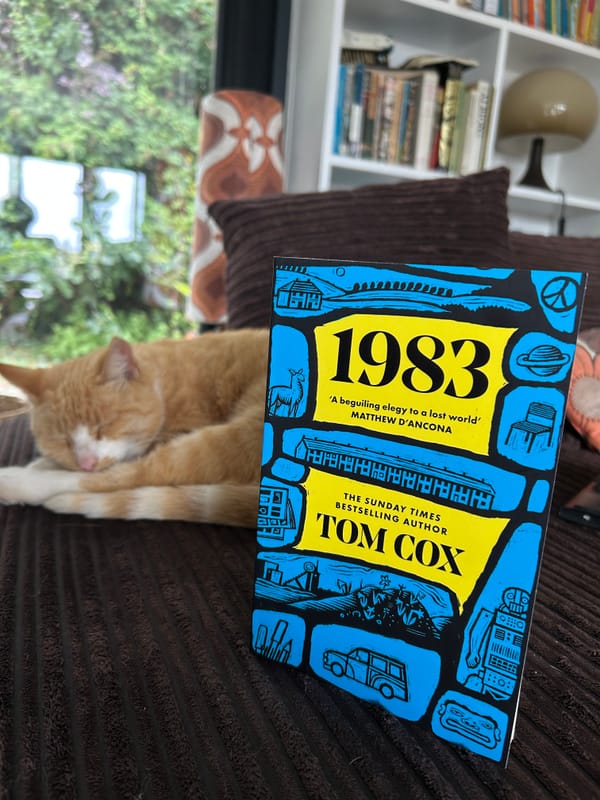 1983
'A beguiling elegy to a lost world'
MATTHEW D'ANCONA
THE SUNDAY TIMES
BESTSELLING AUTHOR
TOM COX